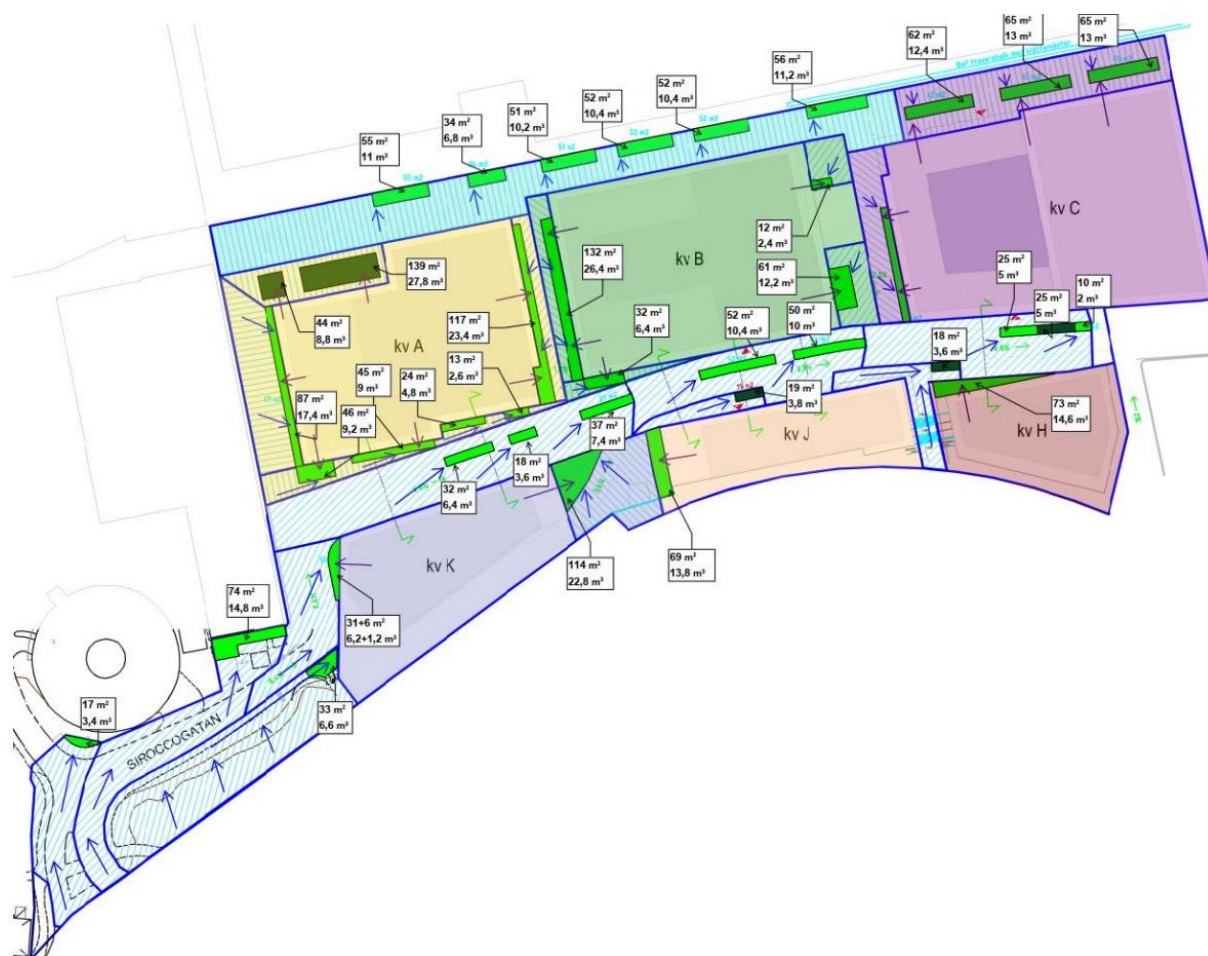 65 m²
13 m³
65 m²
13 m³
62 m²
12,4 m³
56 m²
11,2 m³
52 m²
10,4 m³
52 m²
10,4 m³
51 m²
10,2 m³
34 m²
6,8 m³
55 m²
11 m³
55 m2
51 m2
52 m2
kv C
kv B
kv A
12 m²
2,4 m³
132 m²
26,4 m³
61 m²
12,2 m³
139 m²
27,8 m³
44 m²
8,8 m³
117 m²
23,4 m³
25 m²
5 m³
25 m²
5 m³
10 m²
2 m³
52 m²
10,4 m³
50 m²
10 m³
32 m²
6,4 m³
18 m²
3,6 m³
13 m²
2,6 m³
24 m²
4,8 m³
45 m²
9 m³
46 m²
9,2 m³
87 m²
17,4 m³
19 m²
3,8 m³
37 m²
7,4 m³
73 m²
14,6 m³
kv J
kv H
18 m²
3,6 m³
32 m²
6,4 m³
kv K
114 m²
22,8 m³
69 m²
13,8 m³
74 m²
14,8 m³
31+6 m²
6,2+1,2 m³
33 m²
6,6 m³
17 m²
3,4 m³
SIROCCOGATAN